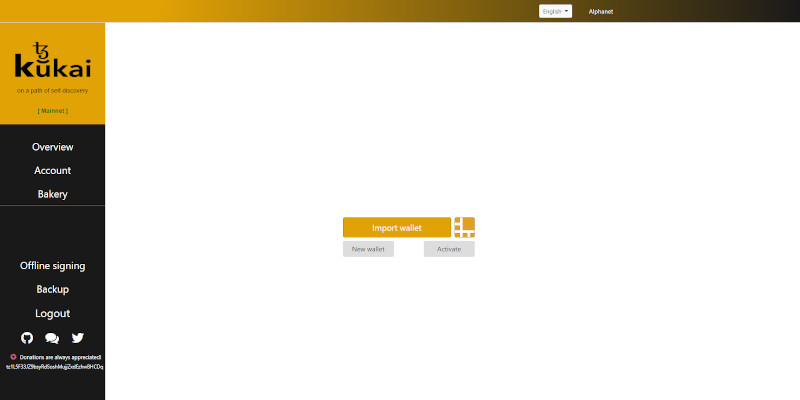 English
Alphanet
ꜩ
kukai
on a path of self-discovery
[ Mainnet ]
Overview
Account
Bakery
Import wallet
New wallet
Activate
Offline signing
Backup
Logout
Donations are always appreciated!